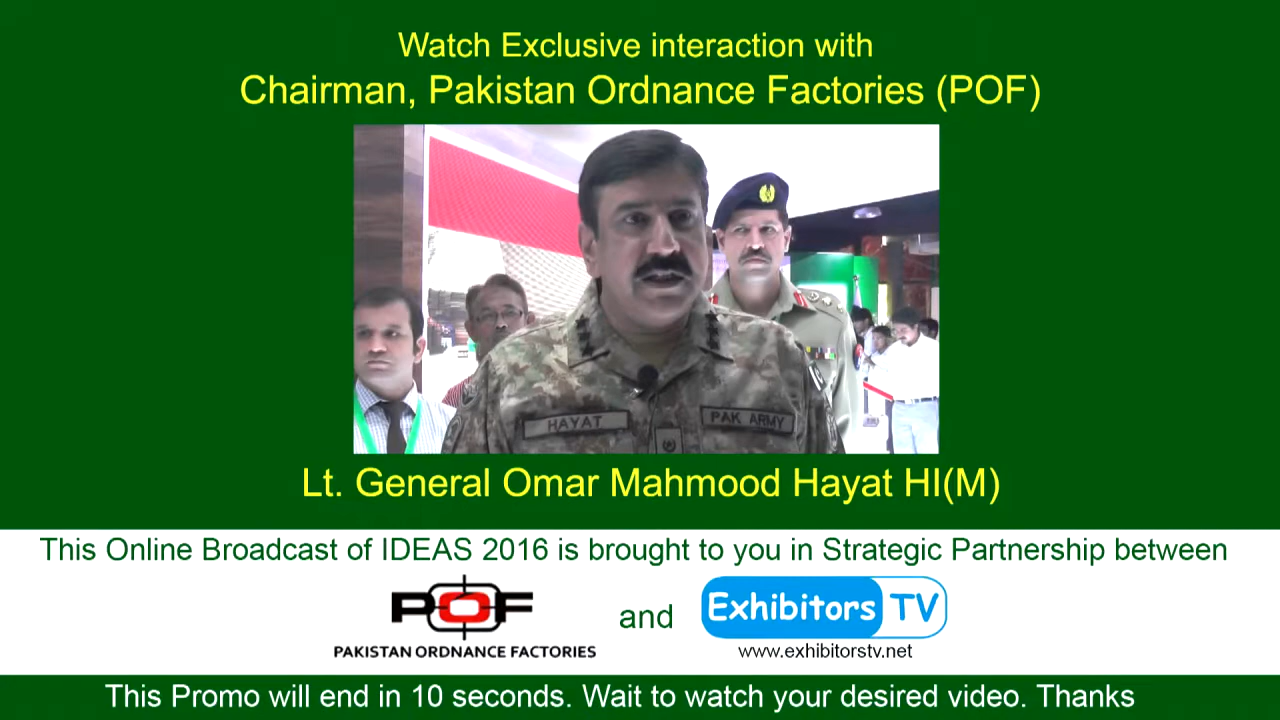 Watch Exclusive interaction with
Chairman, Pakistan Ordnance Factories (POF)
HAYAT
PAK ARMY
Lt. General Omar Mahmood Hayat HI(M)
This Online Broadcast of IDEAS 2016 is brought to you in Strategic Partnership between
POF
PAKISTAN ORDNANCE FACTORIES
and
Exhibitors TV
www.exhibitorstv.net
This Promo will end in 10 seconds. Wait to watch your desired video. Thanks